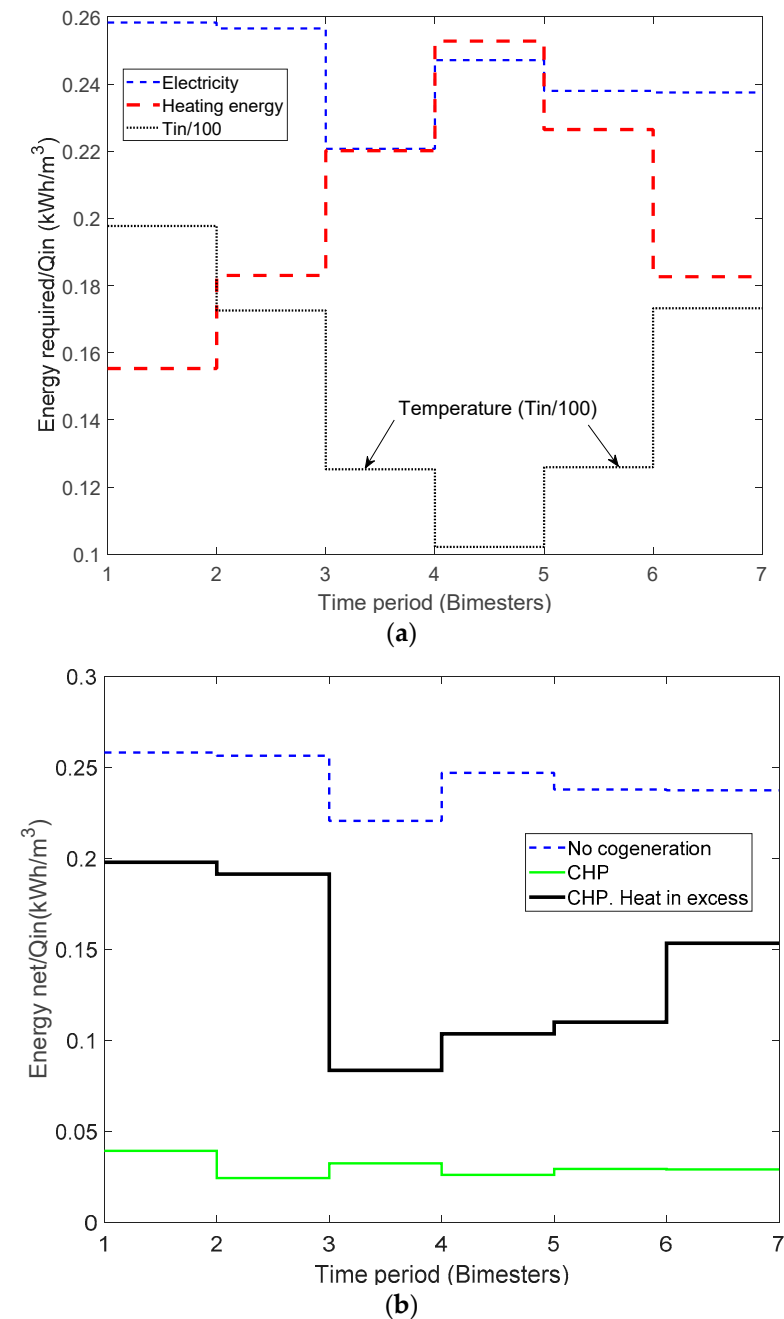 0.26
0.24
0.22
0.2
0.18
0.16
0.14
0.12
0.1
Energy required/Qin (kWh/m³)
Electricity
Heating energy
Tin/100
Temperature (Tin/100)
1 2 3 4 5 6 7
Time period (Bimesters)
(a)
0.3
0.25
0.2
0.15
0.1
0.05
0
Energy net/Qin(kWh/m³)
No cogeneration
CHP
CHP. Heat in excess
1 2 3 4 5 6 7
Time period (Bimesters)
(b)